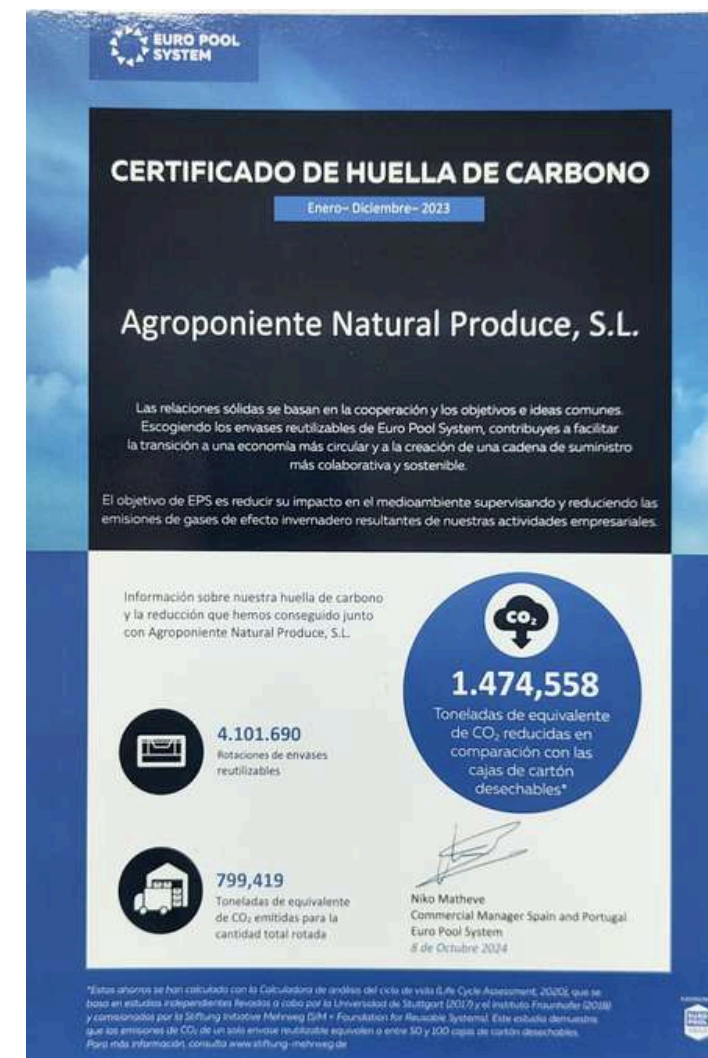 EURO POOL
SYSTEM
CERTIFICADO DE HUELLA DE CARBONO
Enero– Diciembre– 2023
Agroponiente Natural Produce, S.L.
Las relaciones sólidas se basan en la cooperación y los objetivos e ideas comunes.
Escogiendo los envases reutilizables de Euro Pool System, contribuyes a facilitar
la transición a una economía más circular y a la creación de una cadena de suministro
más colaborativa y sostenible.
El objetivo de EPS es reducir su impacto en el medioambiente supervisando y reduciendo las
emisiones de gases de efecto invernadero resultantes de nuestras actividades empresariales.
Información sobre nuestra huella de carbono
y la reducción que hemos conseguido junto
con Agroponiente Natural Produce, S.L.
CO₂
1.474,558
Toneladas de equivalente
de CO₂ reducidas en
comparación con las
cajas de cartón
desechables*
4.101.690
Rotaciones de envases
reutilizables
799,419
Toneladas de equivalente
de CO₂ emitidas para la
cantidad total rotada
Niko Matheve
Commercial Manager Spain and Portugal
Euro Pool System
8 de Octubre 2024
*Estos ahorros se han calculado con la Calculadora de análisis del ciclo de vida (Life Cycle Assessment, 2020), que se
basa en estudios independientes llevados a cabo por la Universidad de Stuttgart (2017) y el Instituto Fraunhofer (2018)
y comisionados por la Stiftung Initiative Mehrweg (SIM = Foundation for Reusable Systems). Este estudio demuestra
que las emisiones de CO₂ de un solo envase reutilizable equivalen a entre 50 y 100 cajas de cartón desechables.
Para más información, consulta www.stiftung-mehrweg.de